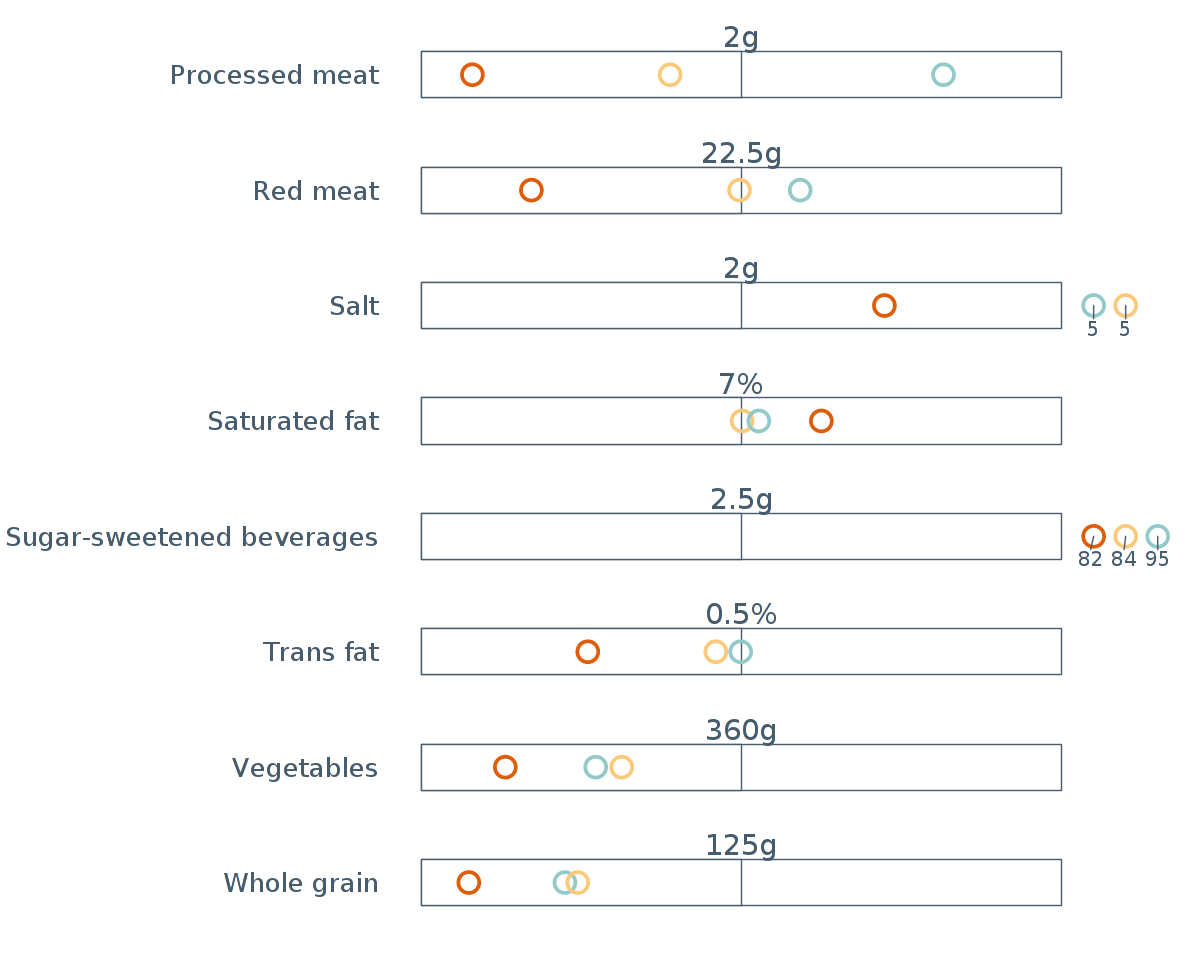 2g
Processed meat
22.5g
Red meat
2g
Salt
5 5
7%
Saturated fat
2.5g
Sugar-sweetened beverages
82 84 95
0.5%
Trans fat
360g
Vegetables
125g
Whole grain